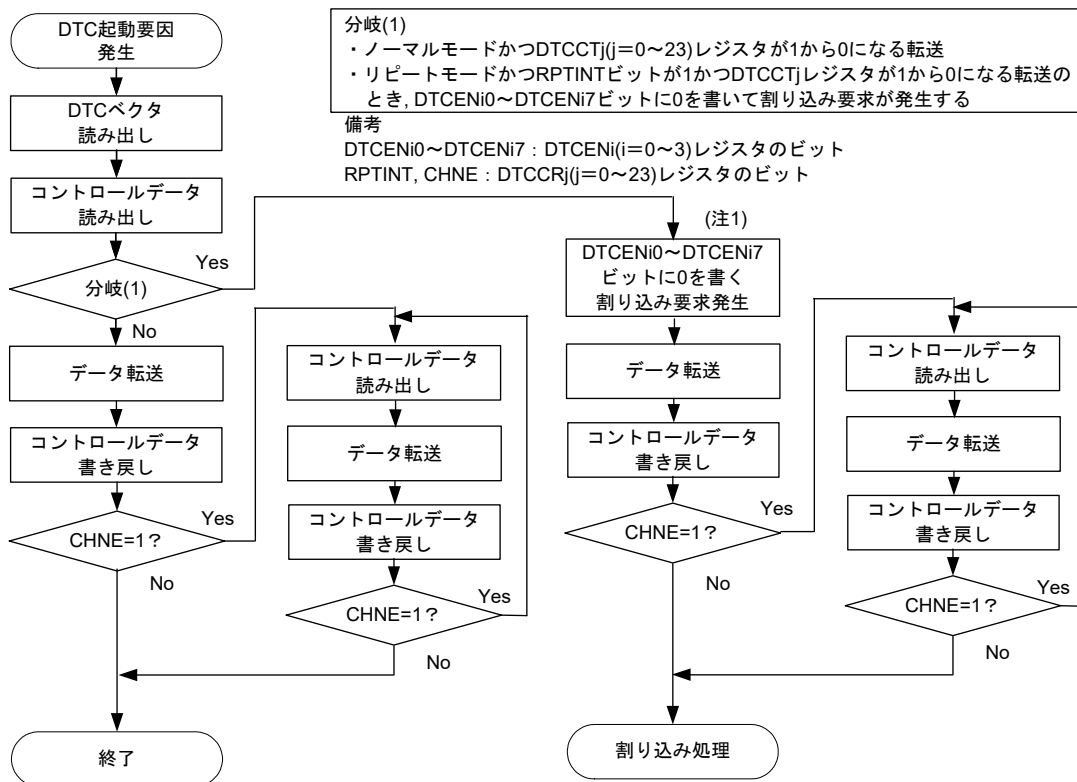 DTC起動要因
発生
DTCベクタ
読み出し
コントロールデータ
読み出し
分岐(1)
Yes
No
データ転送
コントロールデータ
書き戻し
CHNE=1？
Yes
No
終了
コントロールデータ
読み出し
データ転送
コントロールデータ
書き戻し
CHNE=1？
Yes
No
分岐(1)
・ノーマルモードかつDTCCTj(j＝0～23)レジスタが1から0になる転送
・リピートモードかつRPTINTビットが1かつDTCCTjレジスタが1から0になる転送の
とき, DTCENi0～DTCENi7ビットに0を書いて割り込み要求が発生する
備考
DTCENi0～DTCENi7：DTCENi(i＝0～3)レジスタのビット
RPTINT, CHNE：DTCCRj(j＝0～23)レジスタのビット
(注1)
DTCENi0～DTCENi7
ビットに0を書く
割り込み要求発生
データ転送
コントロールデータ
書き戻し
CHNE=1？
Yes
No
割り込み処理
コントロールデータ
読み出し
データ転送
コントロールデータ
書き戻し
CHNE=1？
Yes
No